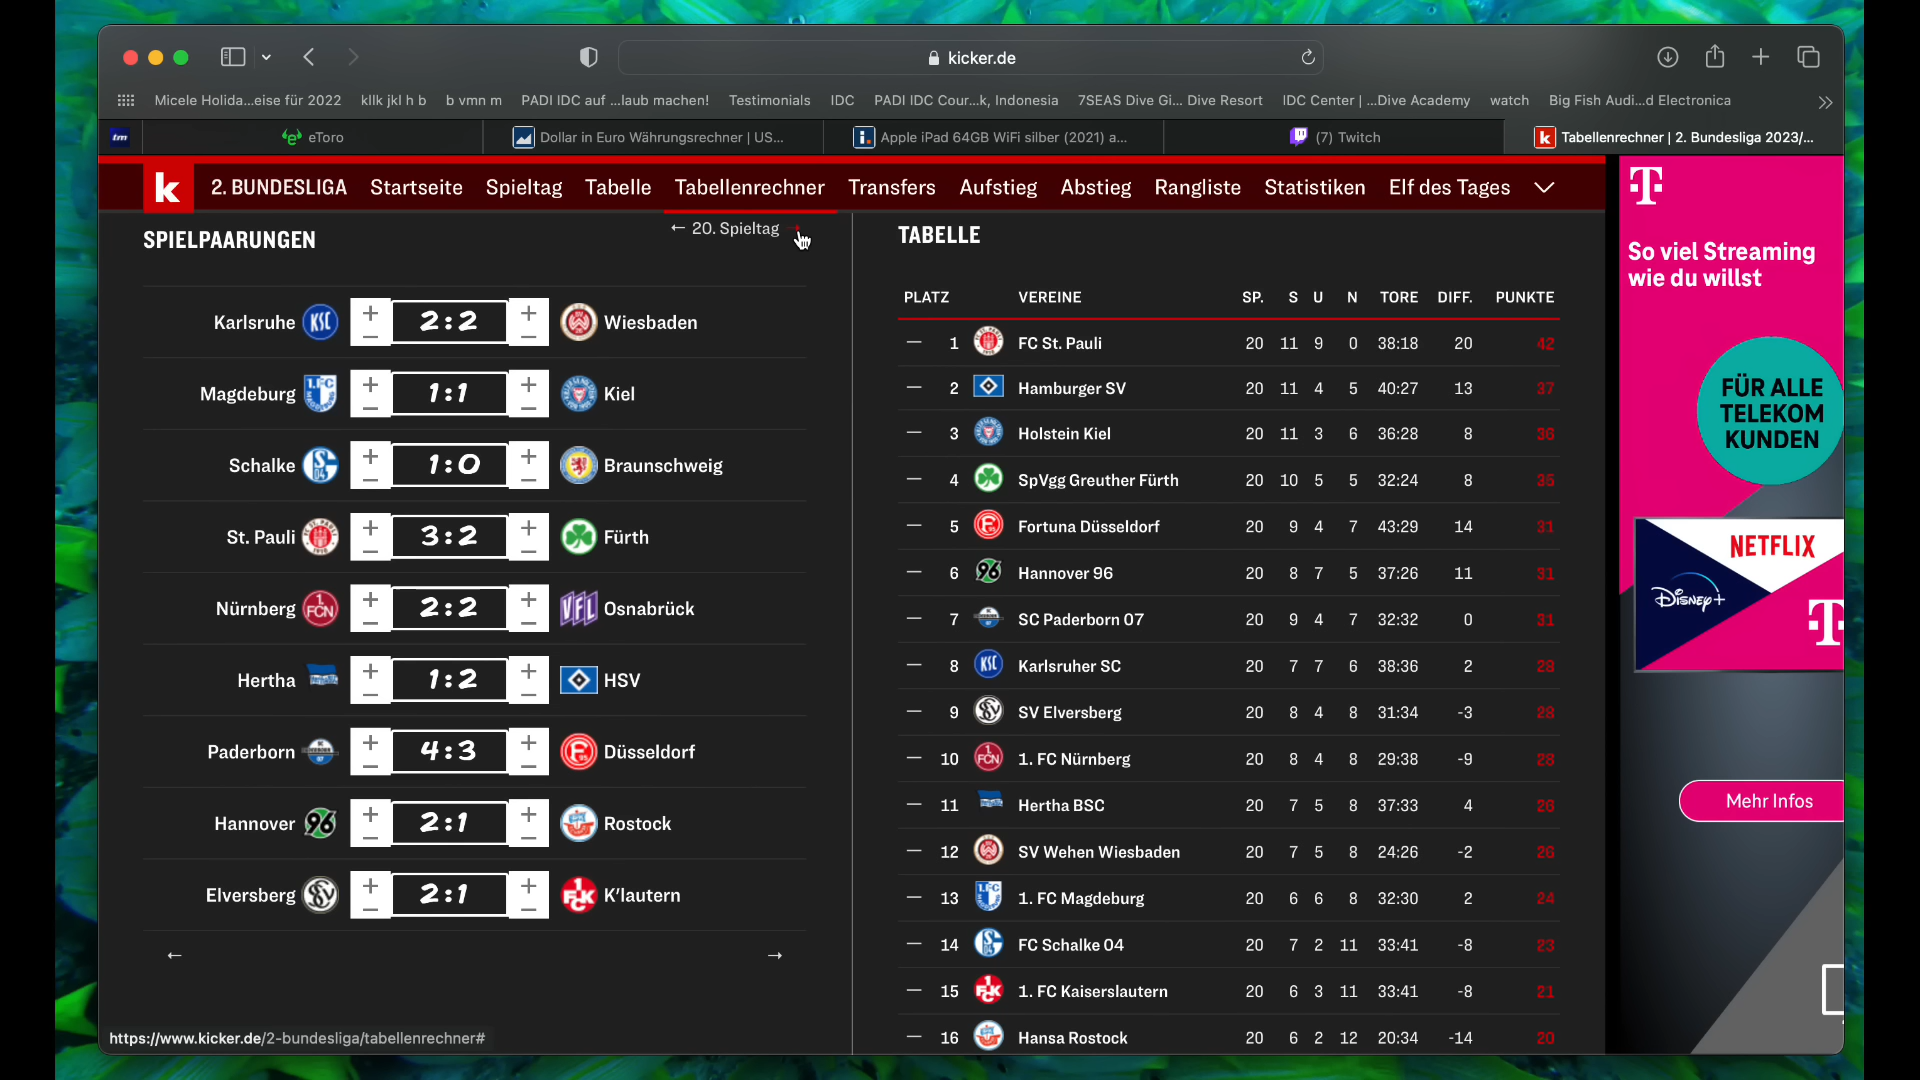 kicker.de
Micele Holida...eise für 2022 kllk jkl h b b vmn m PADI IDC auf ...laub machen! Testimonials IDC PADI IDC Cour...k, Indonesia 7SEAS Dive Gi... Dive Resort IDC Center | ...Dive Academy watch Big Fish Audi...d Electronica
tm eToro Dollar in Euro Währungsrechner | US... Apple iPad 64GB WiFi silber (2021) a... (7) Twitch k Tabellenrechner | 2. Bundesliga 2023/...
k 2. BUNDESLIGA Startseite Spieltag Tabelle Tabellenrechner Transfers Aufstieg Abstieg Rangliste Statistiken Elf des Tages
SPIELPAARUNGEN
← 20. Spieltag →
Karlsruhe KSC + − 2:2 + − Wiesbaden
Magdeburg + − 1:1 + − Kiel
Schalke + − 1:0 + − Braunschweig
St. Pauli + − 3:2 + − Fürth
Nürnberg + − 2:2 + − Osnabrück
Hertha + − 1:2 + − HSV
Paderborn + − 4:3 + − Düsseldorf
Hannover 96 + − 2:1 + − Rostock
Elversberg + − 2:1 + − K'lautern
← →
https://www.kicker.de/2-bundesliga/tabellenrechner#
TABELLE
PLATZ VEREINE SP. S U N TORE DIFF. PUNKTE
— 1 FC St. Pauli 20 11 9 0 38:18 20 42
— 2 Hamburger SV 20 11 4 5 40:27 13 37
— 3 Holstein Kiel 20 11 3 6 36:28 8 36
— 4 SpVgg Greuther Fürth 20 10 5 5 32:24 8 35
— 5 Fortuna Düsseldorf 20 9 4 7 43:29 14 31
— 6 Hannover 96 20 8 7 5 37:26 11 31
— 7 SC Paderborn 07 20 9 4 7 32:32 0 31
— 8 Karlsruher SC 20 7 7 6 38:36 2 28
— 9 SV Elversberg 20 8 4 8 31:34 -3 28
— 10 1. FC Nürnberg 20 8 4 8 29:38 -9 28
— 11 Hertha BSC 20 7 5 8 37:33 4 26
— 12 SV Wehen Wiesbaden 20 7 5 8 24:26 -2 26
— 13 1. FC Magdeburg 20 6 6 8 32:30 2 24
— 14 FC Schalke 04 20 7 2 11 33:41 -8 23
— 15 1. FC Kaiserslautern 20 6 3 11 33:41 -8 21
— 16 Hansa Rostock 20 6 2 12 20:34 -14 20
T
So viel Streaming
wie du willst
FÜR ALLE
TELEKOM
KUNDEN
NETFLIX
Disney+
T
Mehr Infos